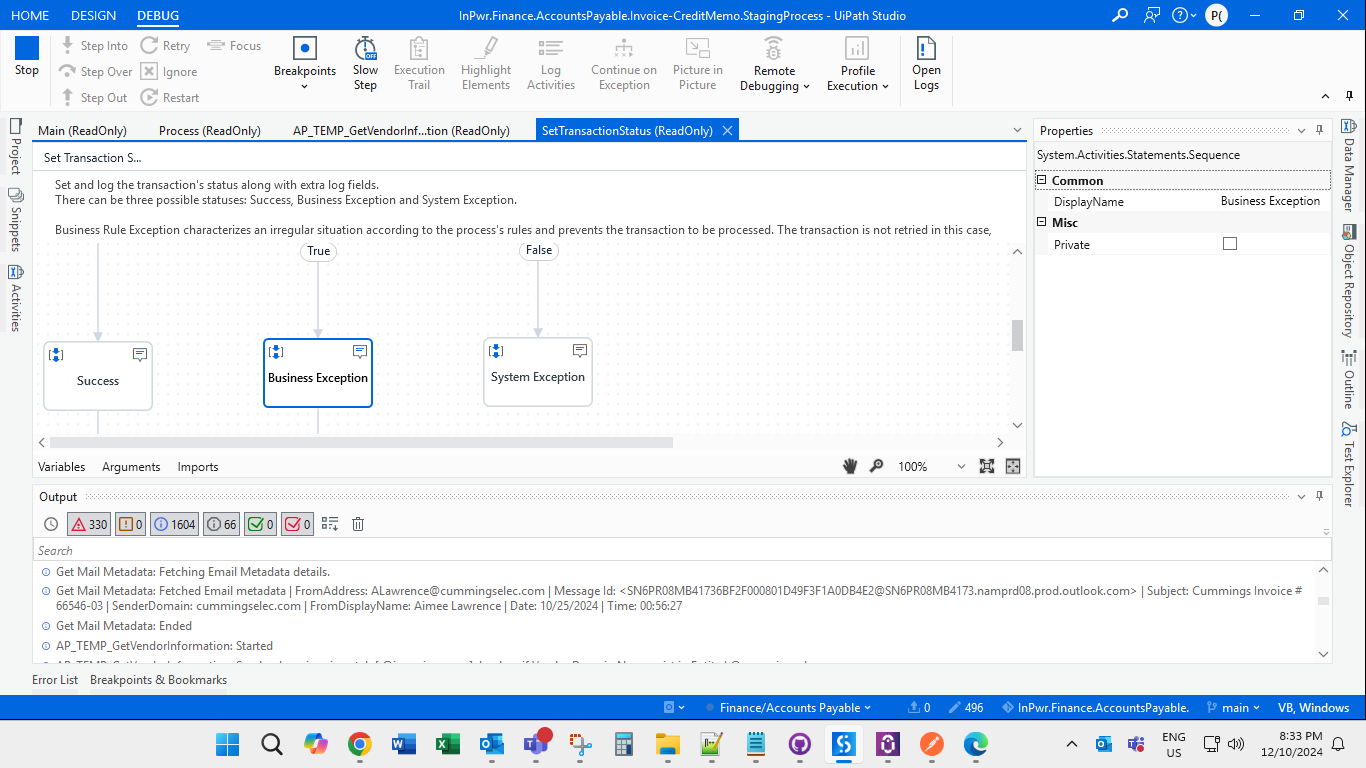 HOME DESIGN DEBUG InPwr.Finance.AccountsPayable.Invoice-CreditMemo.StagingProcess - UiPath Studio P(
Stop
Step Into
Step Over
Step Out
Retry
Ignore
Restart
Focus
Breakpoints
Slow
Step
Execution
Trail
Highlight
Elements
Log
Activities
Continue on
Exception
Picture in
Picture
Remote
Debugging
Profile
Execution
Open
Logs
Project
Snippets
Activities
Main (ReadOnly) Process (ReadOnly) AP_TEMP_GetVendorInf...tion (ReadOnly) SetTransactionStatus (ReadOnly)
Set Transaction S...
Set and log the transaction's status along with extra log fields.
There can be three possible statuses: Success, Business Exception and System Exception.
Business Rule Exception characterizes an irregular situation according to the process's rules and prevents the transaction to be processed. The transaction is not retried in this case,
True False
Success
Business Exception
System Exception
Variables Arguments Imports 100%
Properties
System.Activities.Statements.Sequence
Common
DisplayName Business Exception
Misc
Private
Data Manager
Object Repository
Outline
Test Explorer
Output
330 0 1604 66 0 0
Search
Get Mail Metadata: Fetching Email Metadata details.
Get Mail Metadata: Fetched Email metadata | FromAddress: ALawrence@cummingselec.com | Message Id: <SN6PR08MB41736BF2F000801D49F3F1A0DB4E2@SN6PR08MB4173.namprd08.prod.outlook.com> | Subject: Cummings Invoice #
66546-03 | SenderDomain: cummingselec.com | FromDisplayName: Aimee Lawrence | Date: 10/25/2024 | Time: 00:56:27
Get Mail Metadata: Ended
AP_TEMP_GetVendorInformation: Started
Error List Breakpoints & Bookmarks
Finance/Accounts Payable 0 496 InPwr.Finance.AccountsPayable. main VB, Windows
ENG
US
8:33 PM
12/10/2024